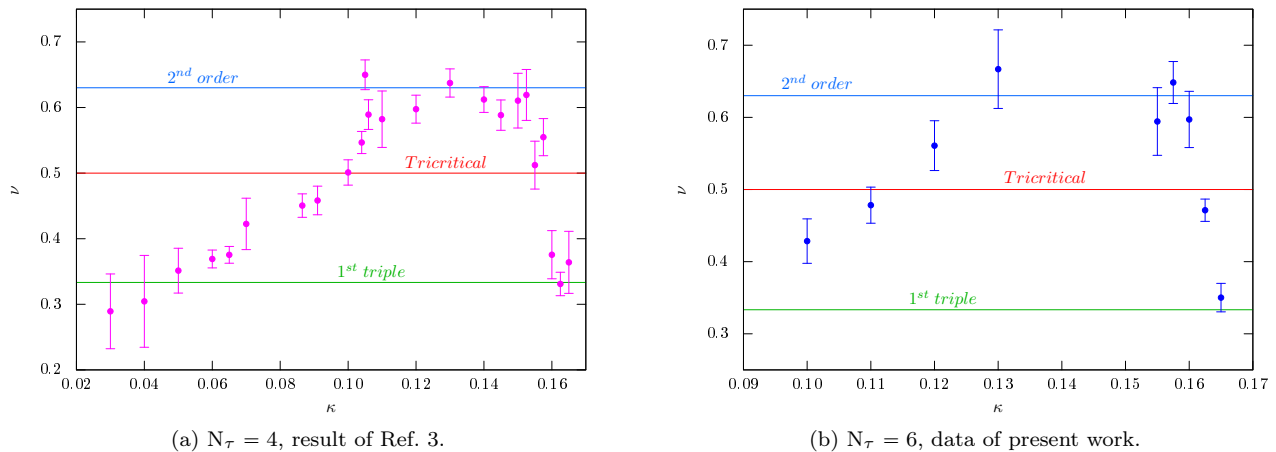 0.7
2nd order
0.6
0.5
Tricritical
ν
0.4
1st triple
0.3
0.2
0.02 0.04 0.06 0.08 0.10 0.12 0.14 0.16
κ
(a) Nτ = 4, result of Ref. 3.
0.7
2nd order
0.6
0.5
Tricritical
ν
0.4
1st triple
0.3
0.09 0.10 0.11 0.12 0.13 0.14 0.15 0.16 0.17
κ
(b) Nτ = 6, data of present work.